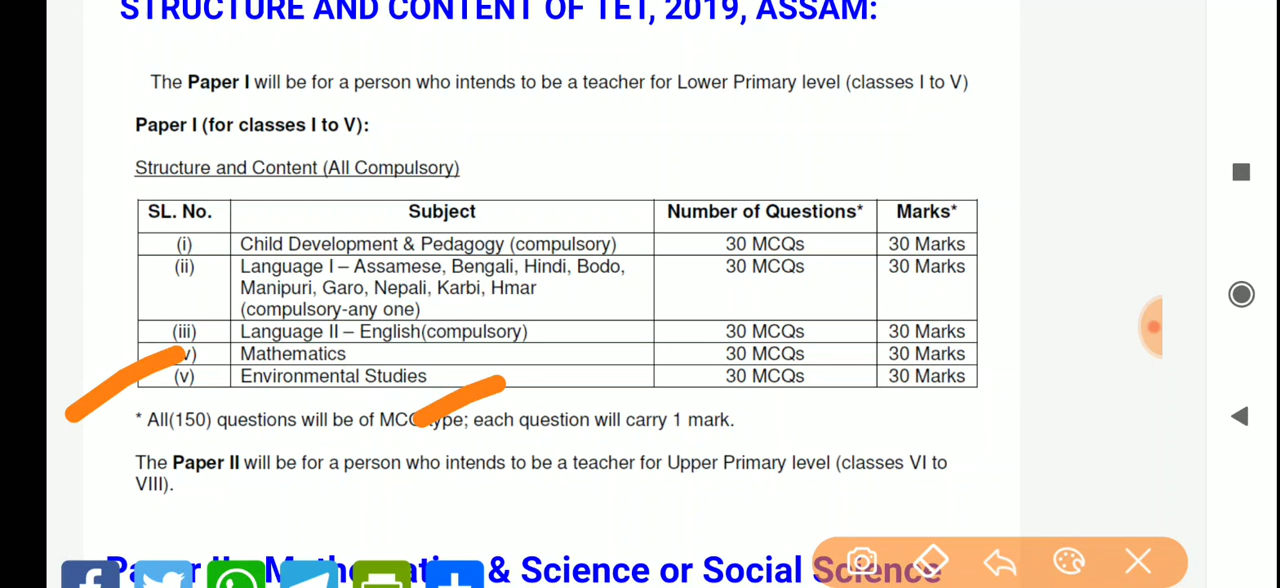 STRUCTURE AND CONTENT OF TET, 2019, ASSAM:
The Paper I will be for a person who intends to be a teacher for Lower Primary level (classes I to V)
Paper I (for classes I to V):
Structure and Content (All Compulsory)
SL. No. Subject Number of Questions* Marks*
(i) Child Development & Pedagogy (compulsory) 30 MCQs 30 Marks
(ii) Language I – Assamese, Bengali, Hindi, Bodo, 30 MCQs 30 Marks
Manipuri, Garo, Nepali, Karbi, Hmar
(compulsory-any one)
(iii) Language II – English(compulsory) 30 MCQs 30 Marks
Mathematics 30 MCQs 30 Marks
(v) Environmental Studies 30 MCQs 30 Marks
* All(150) questions will be of each question will carry 1 mark.
The Paper II will be for a person who intends to be a teacher for Upper Primary level (classes VI to
VIII).
& Science or Social Science